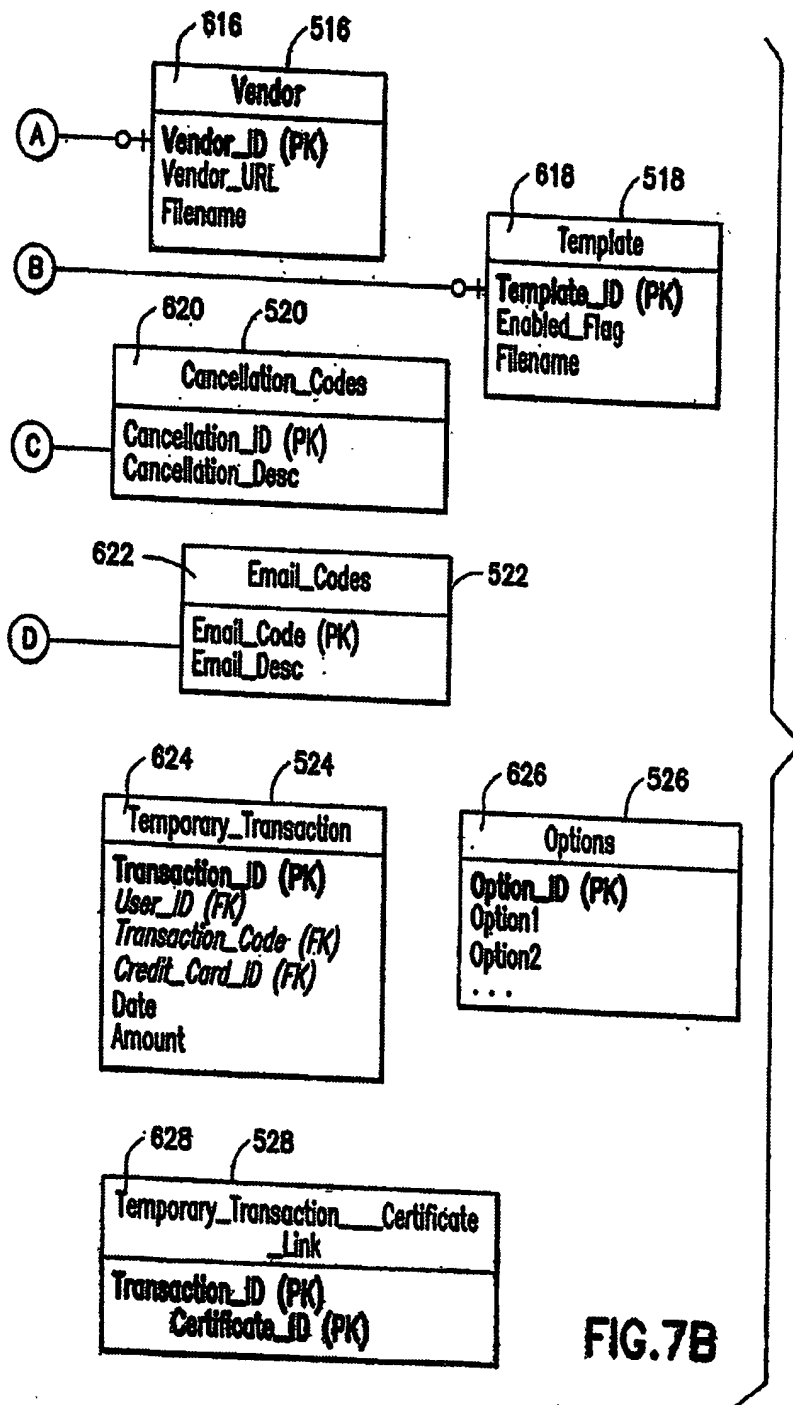 616
516
Vendor
A
Vendor_ID (PK)
Vendor_URL
Filename
618
518
Template
B
Template_ID (PK)
Enabled_Flag
Filename
620
520
Cancellation_Codes
C
Cancellation_ID (PK)
Cancellation_Desc
622
Email_Codes
522
D
Email_Code (PK)
Email_Desc
624
524
Temporary_Transaction
Transaction_ID (PK)
User_ID (FK)
Transaction_Code (FK)
Credit_Card_ID (FK)
Date
Amount
626
526
Options
Option_ID (PK)
Option1
Option2
...
628
528
Temporary_Transaction___Certificate
_Link
Transaction_ID (PK)
Certificate_ID (PK)
FIG.7B